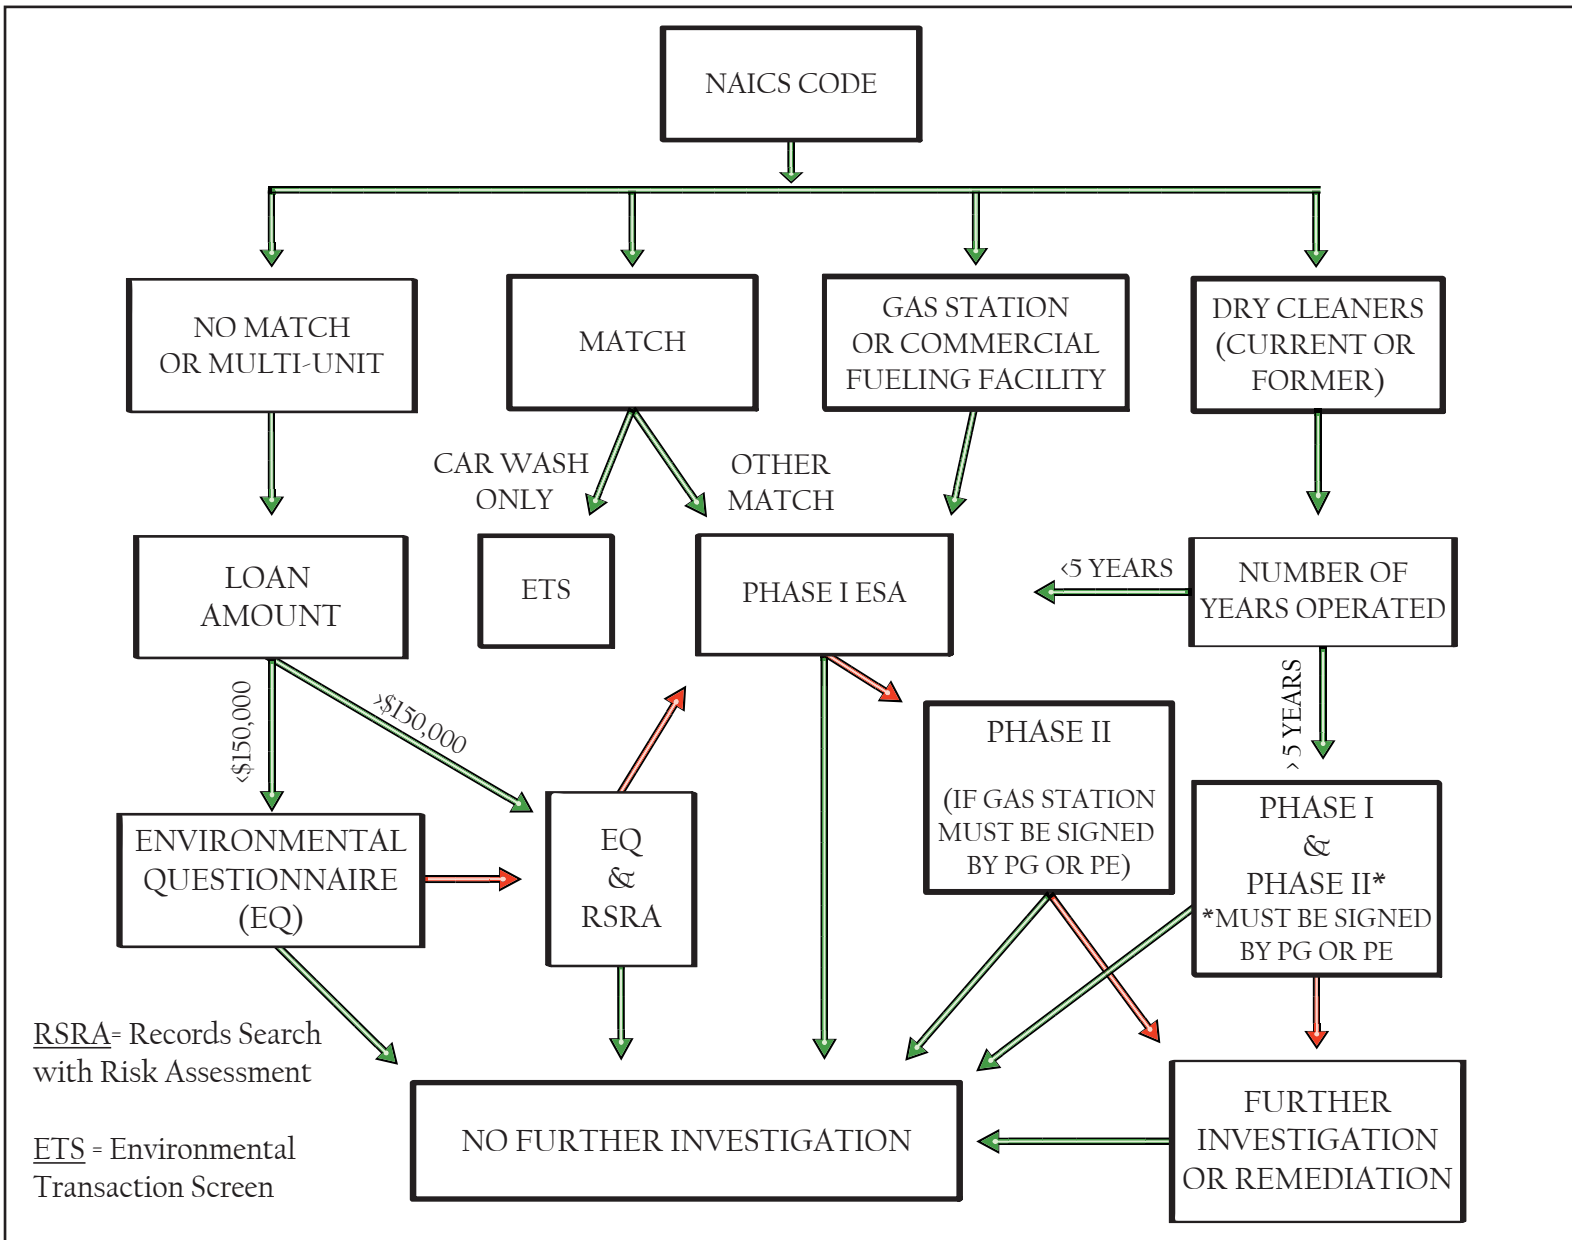 NAICS CODE
NO MATCH
OR MULTI-UNIT
MATCH
GAS STATION
OR COMMERCIAL
FUELING FACILITY
DRY CLEANERS
(CURRENT OR
FORMER)
CAR WASH
ONLY
OTHER
MATCH
LOAN
AMOUNT
ETS
PHASE I ESA
<5 YEARS
NUMBER OF
YEARS OPERATED
<$150,000
>$150,000
> 5 YEARS
ENVIRONMENTAL
QUESTIONNAIRE
(EQ)
EQ
&
RSRA
PHASE II
(IF GAS STATION
MUST BE SIGNED
BY PG OR PE)
PHASE I
&
PHASE II*
*MUST BE SIGNED
BY PG OR PE
RSRA= Records Search
with Risk Assessment
ETS = Environmental
Transaction Screen
NO FURTHER INVESTIGATION
FURTHER
INVESTIGATION
OR REMEDIATION